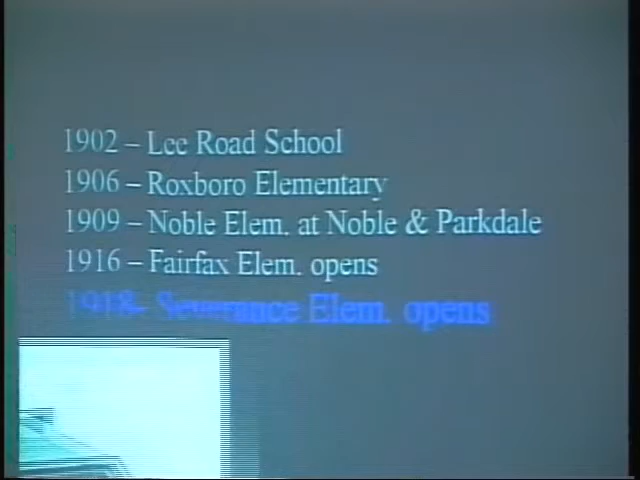 1902 – Lee Road School
1906 – Roxboro Elementary
1909 – Noble Elem. at Noble & Parkdale
1916 – Fairfax Elem. opens
1918- Severance Elem. opens